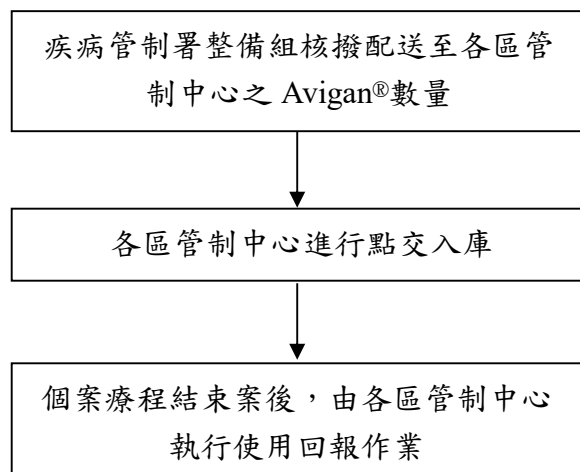 疾病管制署整備組核撥配送至各區管
制中心之 Avigan®數量
各區管制中心進行點交入庫
個案療程結束案後，由各區管制中心
執行使用回報作業